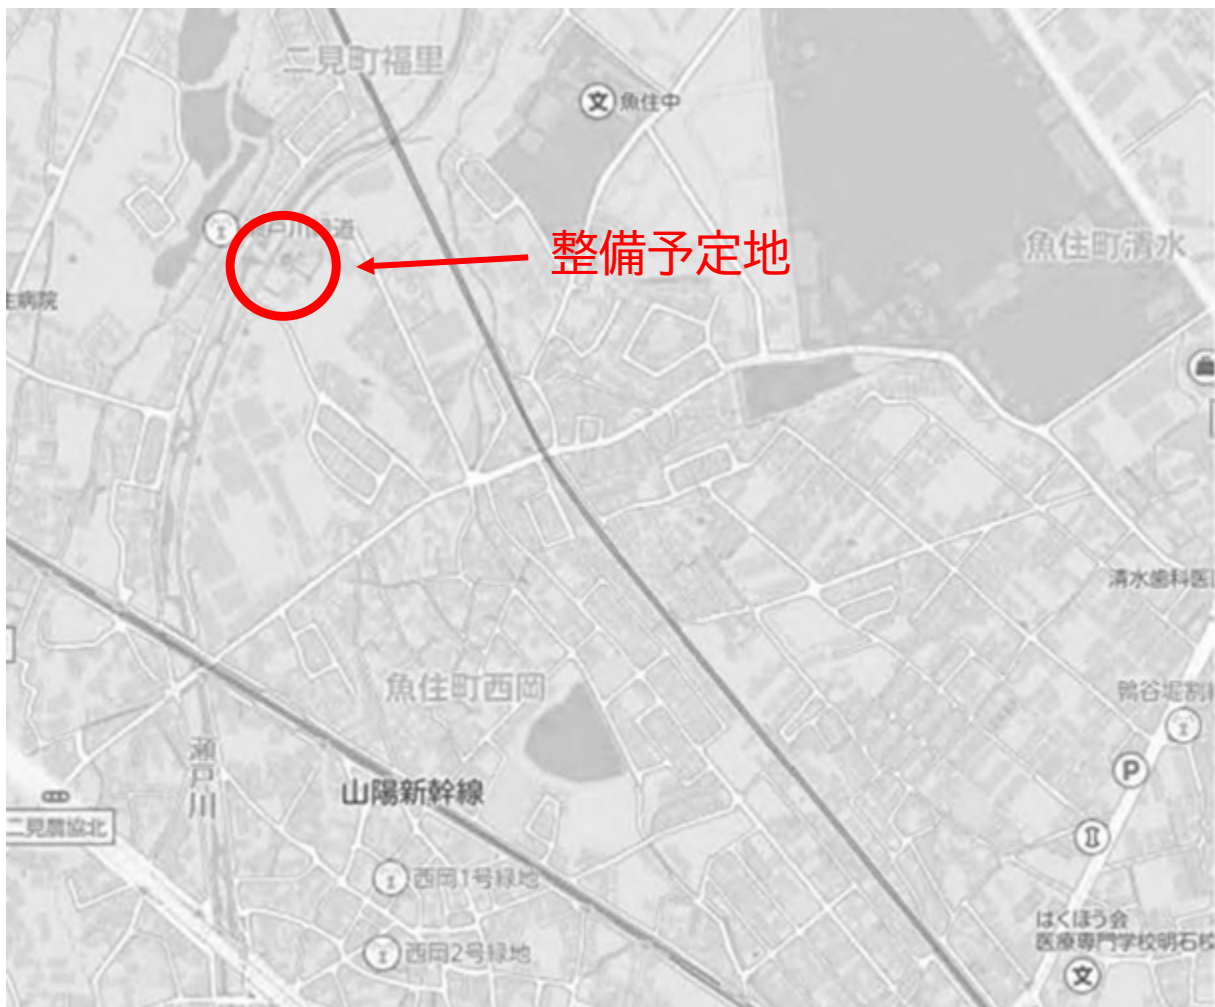 二見町福里
文 魚住中
戸川緑道
整備予定地
魚住町清水
生病院
清水歯科医
魚住町西岡
鴨谷堀割
瀬戸川
P
山陽新幹線
二見農協北
西岡1号緑地
はくほう会
医療専門学校明石校
西岡2号緑地
文